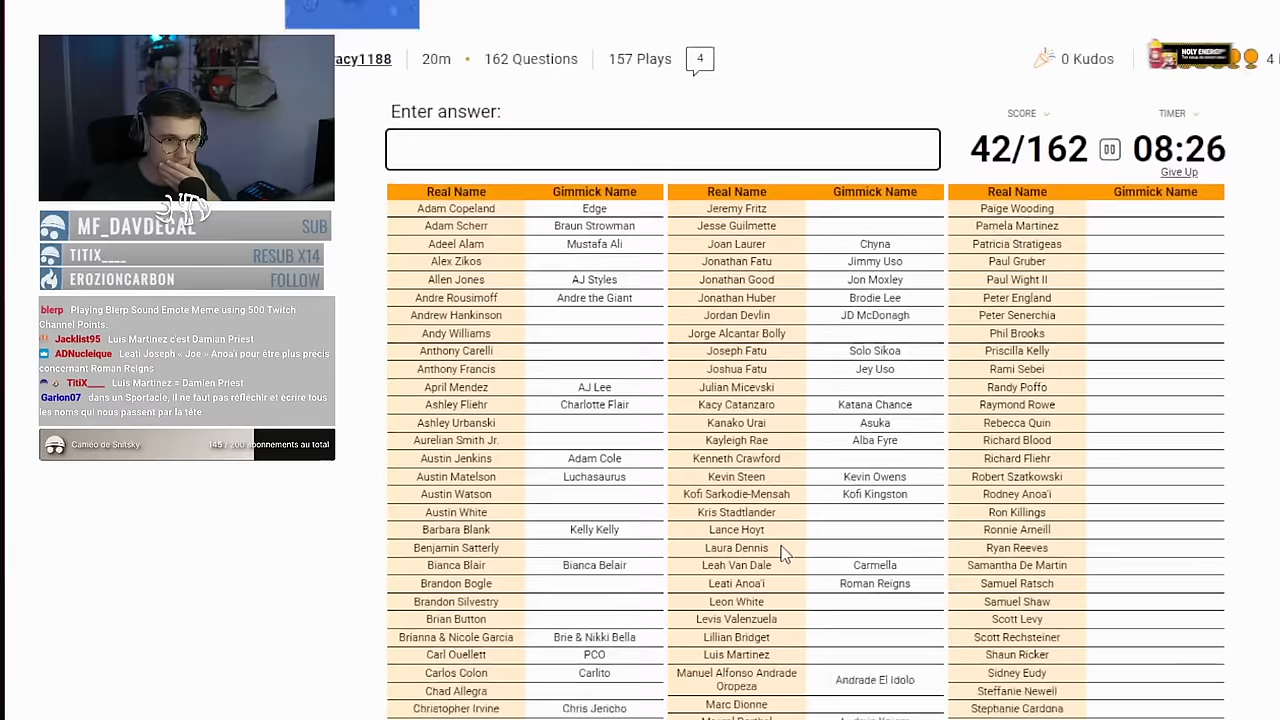 racy1188
20m • 162 Questions
157 Plays
4
0 Kudos
HOLY ENERGY
4
Enter answer:
SCORE
TIMER
42/162
08:26
Give Up
MF_DAVDECAL SUB
TITIX____ RESUB X14
EROZIONCARBON FOLLOW
blerp Playing Blerp Sound Emote Meme using 500 Twitch
Channel Points.
Jacklist95 Luis Martinez c'est Damian Priest
ADNucleique Leati Joseph « Joe » Anoa'i pour être plus précis
concernant Roman Reigns
TitiX____ Luis Martínez = Damien Priest
Garion07 dans un Sportacle, il ne faut pas réfléchir et écrire tous
les noms qui nous passent par la tête
Caméo de Snitsky 145 / 200 abonnements au total
Real Name Gimmick Name
Adam Copeland Edge
Adam Scherr Braun Strowman
Adeel Alam Mustafa Ali
Alex Zikos
Allen Jones AJ Styles
Andre Rousimoff Andre the Giant
Andrew Hankinson
Andy Williams
Anthony Carelli
Anthony Francis
April Mendez AJ Lee
Ashley Fliehr Charlotte Flair
Ashley Urbanski
Aurelian Smith Jr.
Austin Jenkins Adam Cole
Austin Matelson Luchasaurus
Austin Watson
Austin White
Barbara Blank Kelly Kelly
Benjamin Satterly
Bianca Blair Bianca Belair
Brandon Bogle
Brandon Silvestry
Brian Button
Brianna & Nicole Garcia Brie & Nikki Bella
Carl Ouellett PCO
Carlos Colon Carlito
Chad Allegra
Christopher Irvine Chris Jericho
Real Name Gimmick Name
Jeremy Fritz
Jesse Guilmette
Joan Laurer Chyna
Jonathan Fatu Jimmy Uso
Jonathan Good Jon Moxley
Jonathan Huber Brodie Lee
Jordan Devlin JD McDonagh
Jorge Alcantar Bolly
Joseph Fatu Solo Sikoa
Joshua Fatu Jey Uso
Julian Micevski
Kacy Catanzaro Katana Chance
Kanako Urai Asuka
Kayleigh Rae Alba Fyre
Kenneth Crawford
Kevin Steen Kevin Owens
Kofi Sarkodie-Mensah Kofi Kingston
Kris Stadtlander
Lance Hoyt
Laura Dennis
Leah Van Dale Carmella
Leati Anoa'i Roman Reigns
Leon White
Levis Valenzuela
Lillian Bridget
Luis Martinez
Manuel Alfonso Andrade
Oropeza Andrade El Idolo
Marc Dionne
Real Name Gimmick Name
Paige Wooding
Pamela Martinez
Patricia Stratigeas
Paul Gruber
Paul Wight II
Peter England
Peter Senerchia
Phil Brooks
Priscilla Kelly
Rami Sebei
Randy Poffo
Raymond Rowe
Rebecca Quin
Richard Blood
Richard Fliehr
Robert Szatkowski
Rodney Anoa'i
Ron Killings
Ronnie Arneill
Ryan Reeves
Samantha De Martin
Samuel Ratsch
Samuel Shaw
Scott Levy
Scott Rechsteiner
Shaun Ricker
Sidney Eudy
Steffanie Newell
Stephanie Cardona